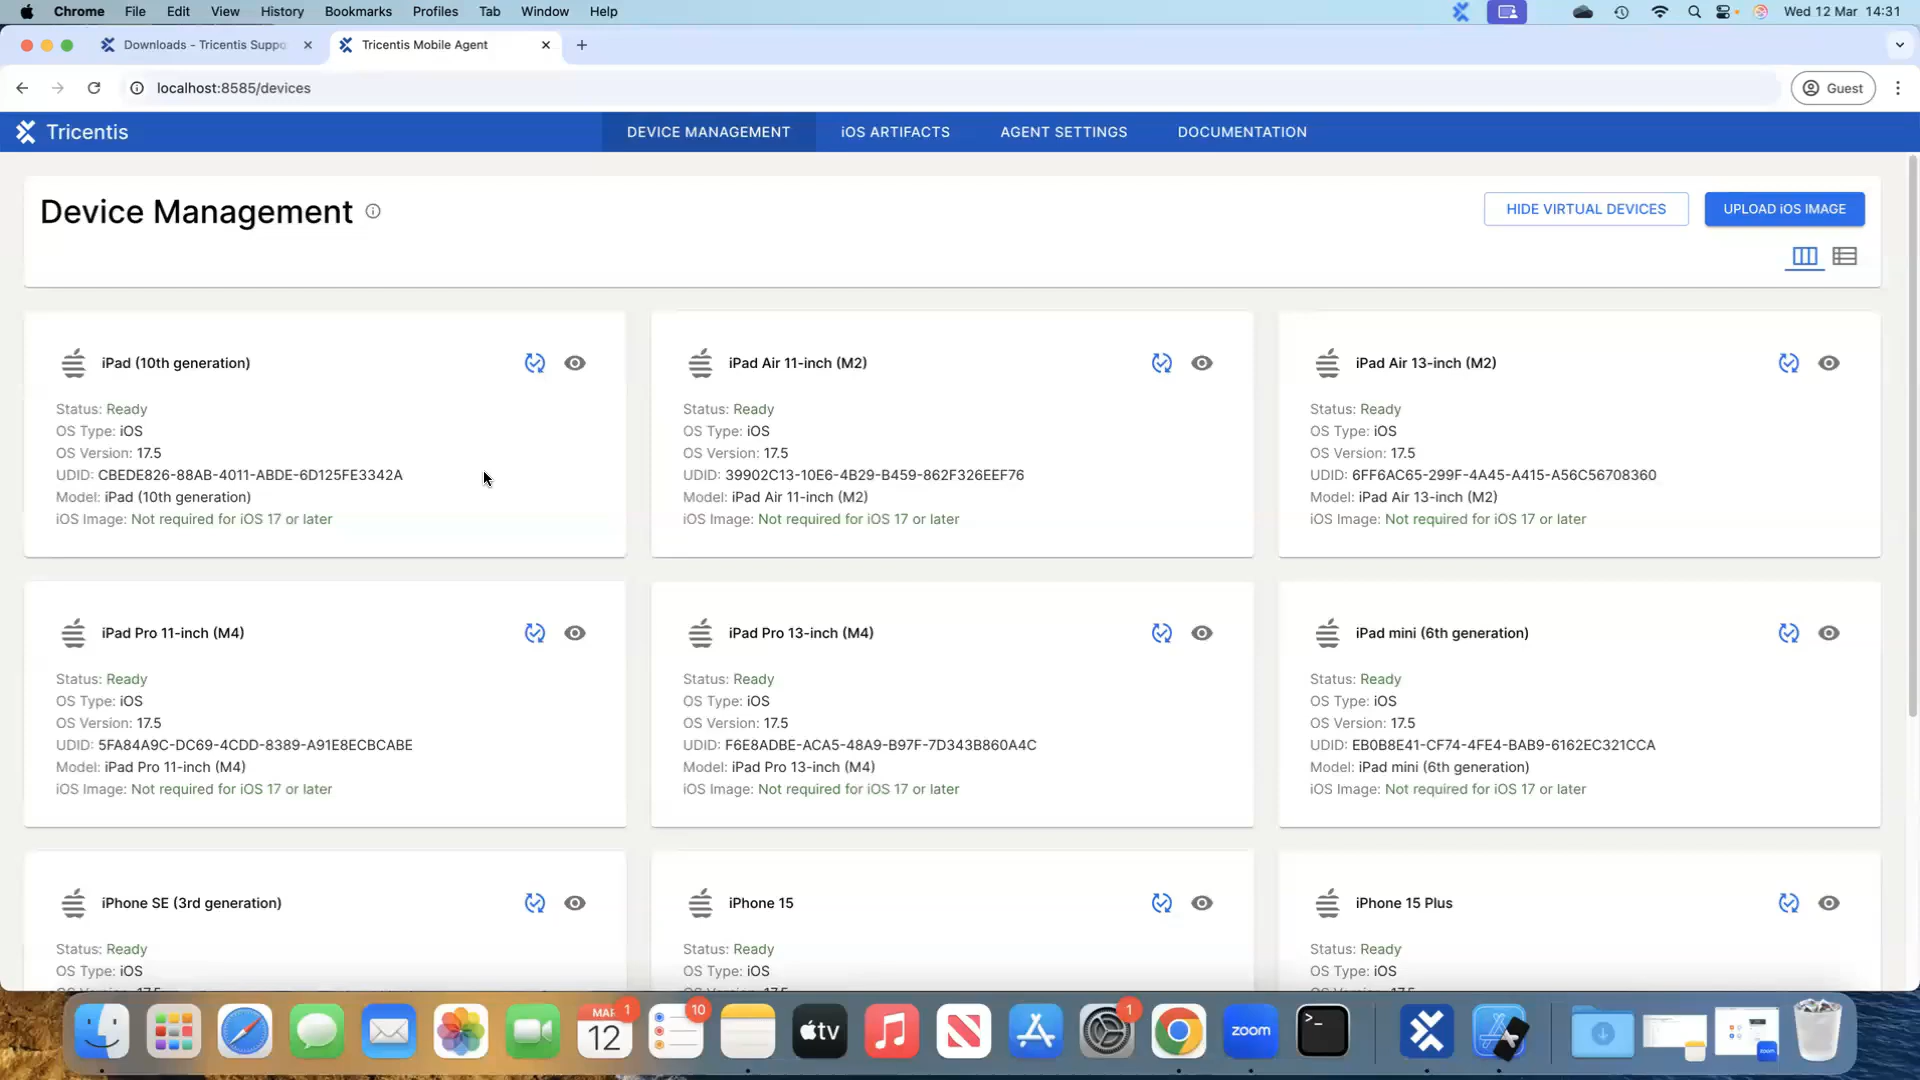 Chrome File Edit View History Bookmarks Profiles Tab Window Help Wed 12 Mar 14:31
Downloads - Tricentis Suppo Tricentis Mobile Agent
localhost:8585/devices Guest
Tricentis DEVICE MANAGEMENT iOS ARTIFACTS AGENT SETTINGS DOCUMENTATION
Device Management HIDE VIRTUAL DEVICES UPLOAD iOS IMAGE
iPad (10th generation)
Status: Ready
OS Type: iOS
OS Version: 17.5
UDID: CBEDE826-88AB-4011-ABDE-6D125FE3342A
Model: iPad (10th generation)
iOS Image: Not required for iOS 17 or later
iPad Air 11-inch (M2)
Status: Ready
OS Type: iOS
OS Version: 17.5
UDID: 39902C13-10E6-4B29-B459-862F326EEF76
Model: iPad Air 11-inch (M2)
iOS Image: Not required for iOS 17 or later
iPad Air 13-inch (M2)
Status: Ready
OS Type: iOS
OS Version: 17.5
UDID: 6FF6AC65-299F-4A45-A415-A56C56708360
Model: iPad Air 13-inch (M2)
iOS Image: Not required for iOS 17 or later
iPad Pro 11-inch (M4)
Status: Ready
OS Type: iOS
OS Version: 17.5
UDID: 5FA84A9C-DC69-4CDD-8389-A91E8ECBCABE
Model: iPad Pro 11-inch (M4)
iOS Image: Not required for iOS 17 or later
iPad Pro 13-inch (M4)
Status: Ready
OS Type: iOS
OS Version: 17.5
UDID: F6E8ADBE-ACA5-48A9-B97F-7D343B860A4C
Model: iPad Pro 13-inch (M4)
iOS Image: Not required for iOS 17 or later
iPad mini (6th generation)
Status: Ready
OS Type: iOS
OS Version: 17.5
UDID: EB0B8E41-CF74-4FE4-BAB9-6162EC321CCA
Model: iPad mini (6th generation)
iOS Image: Not required for iOS 17 or later
iPhone SE (3rd generation)
Status: Ready
OS Type: iOS
iPhone 15
Status: Ready
OS Type: iOS
iPhone 15 Plus
Status: Ready
OS Type: iOS
MAR 1 10 1
12 tv zoom >_
zoom